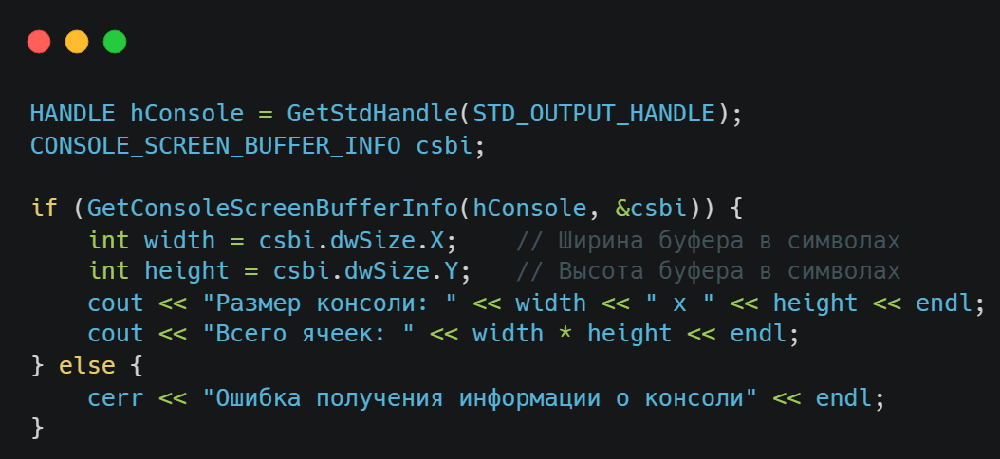 HANDLE hConsole = GetStdHandle(STD_OUTPUT_HANDLE);
CONSOLE_SCREEN_BUFFER_INFO csbi;
if (GetConsoleScreenBufferInfo(hConsole, &csbi)) {
    int width = csbi.dwSize.X;    // Ширина буфера в символах
    int height = csbi.dwSize.Y;   // Высота буфера в символах
    cout << "Размер консоли: " << width << " x " << height << endl;
    cout << "Всего ячеек: " << width * height << endl;
} else {
    cerr << "Ошибка получения информации о консоли" << endl;
}